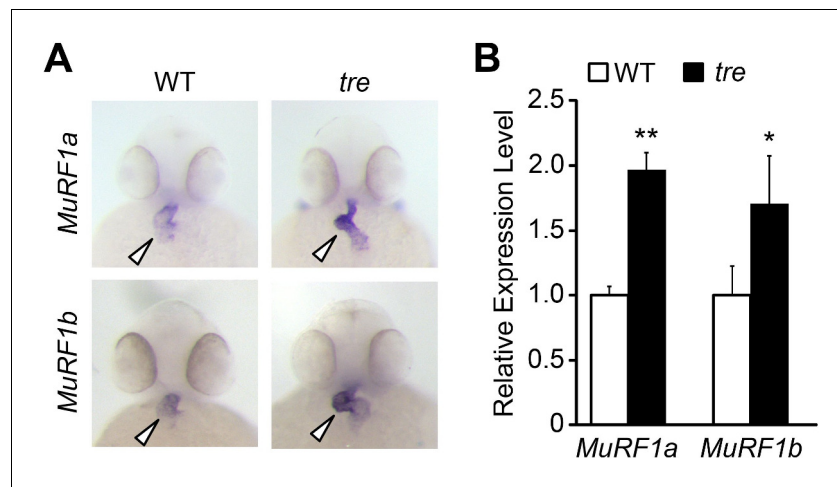 A
WT
tre
MuRF1a
MuRF1b
B
WT
tre
Relative Expression Level
2.5
2.0
1.5
1.0
0.5
0
**
*
MuRF1a
MuRF1b